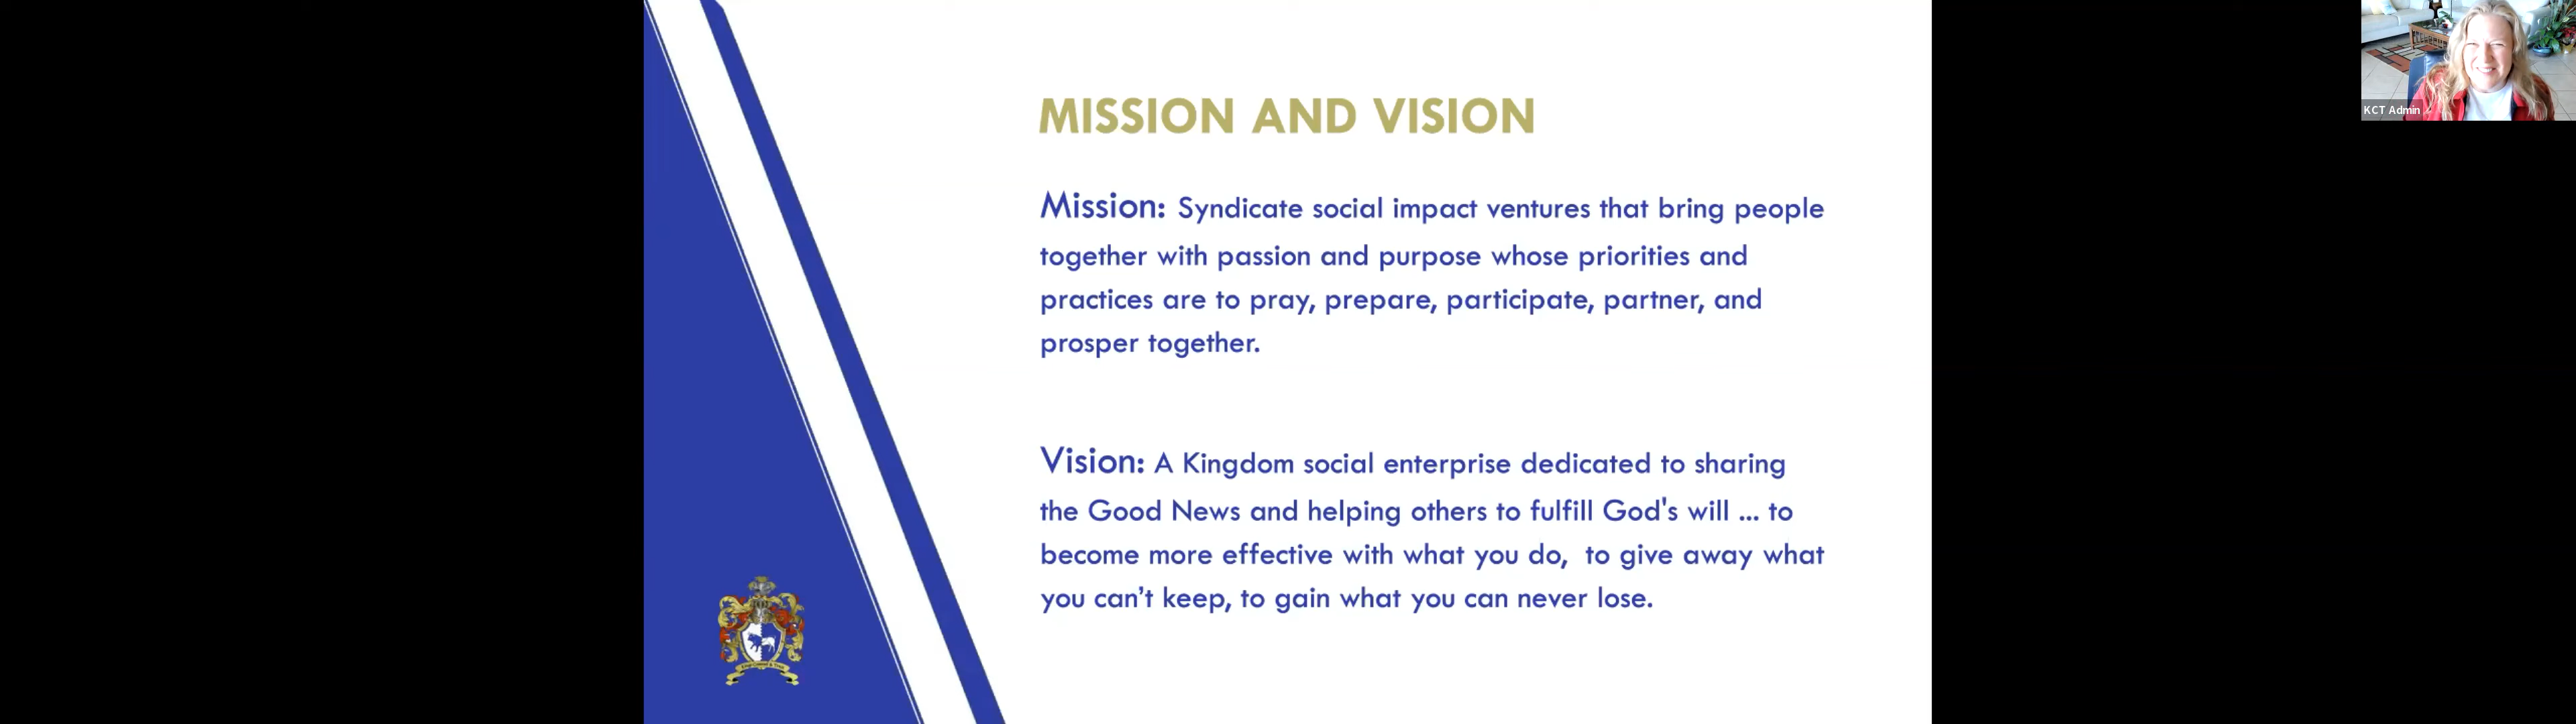 MISSION AND VISION
KCT Admin
Mission: Syndicate social impact ventures that bring people
together with passion and purpose whose priorities and
practices are to pray, prepare, participate, partner, and
prosper together.
Vision: A Kingdom social enterprise dedicated to sharing
the Good News and helping others to fulfill God's will ... to
become more effective with what you do,  to give away what
you can’t keep, to gain what you can never lose.